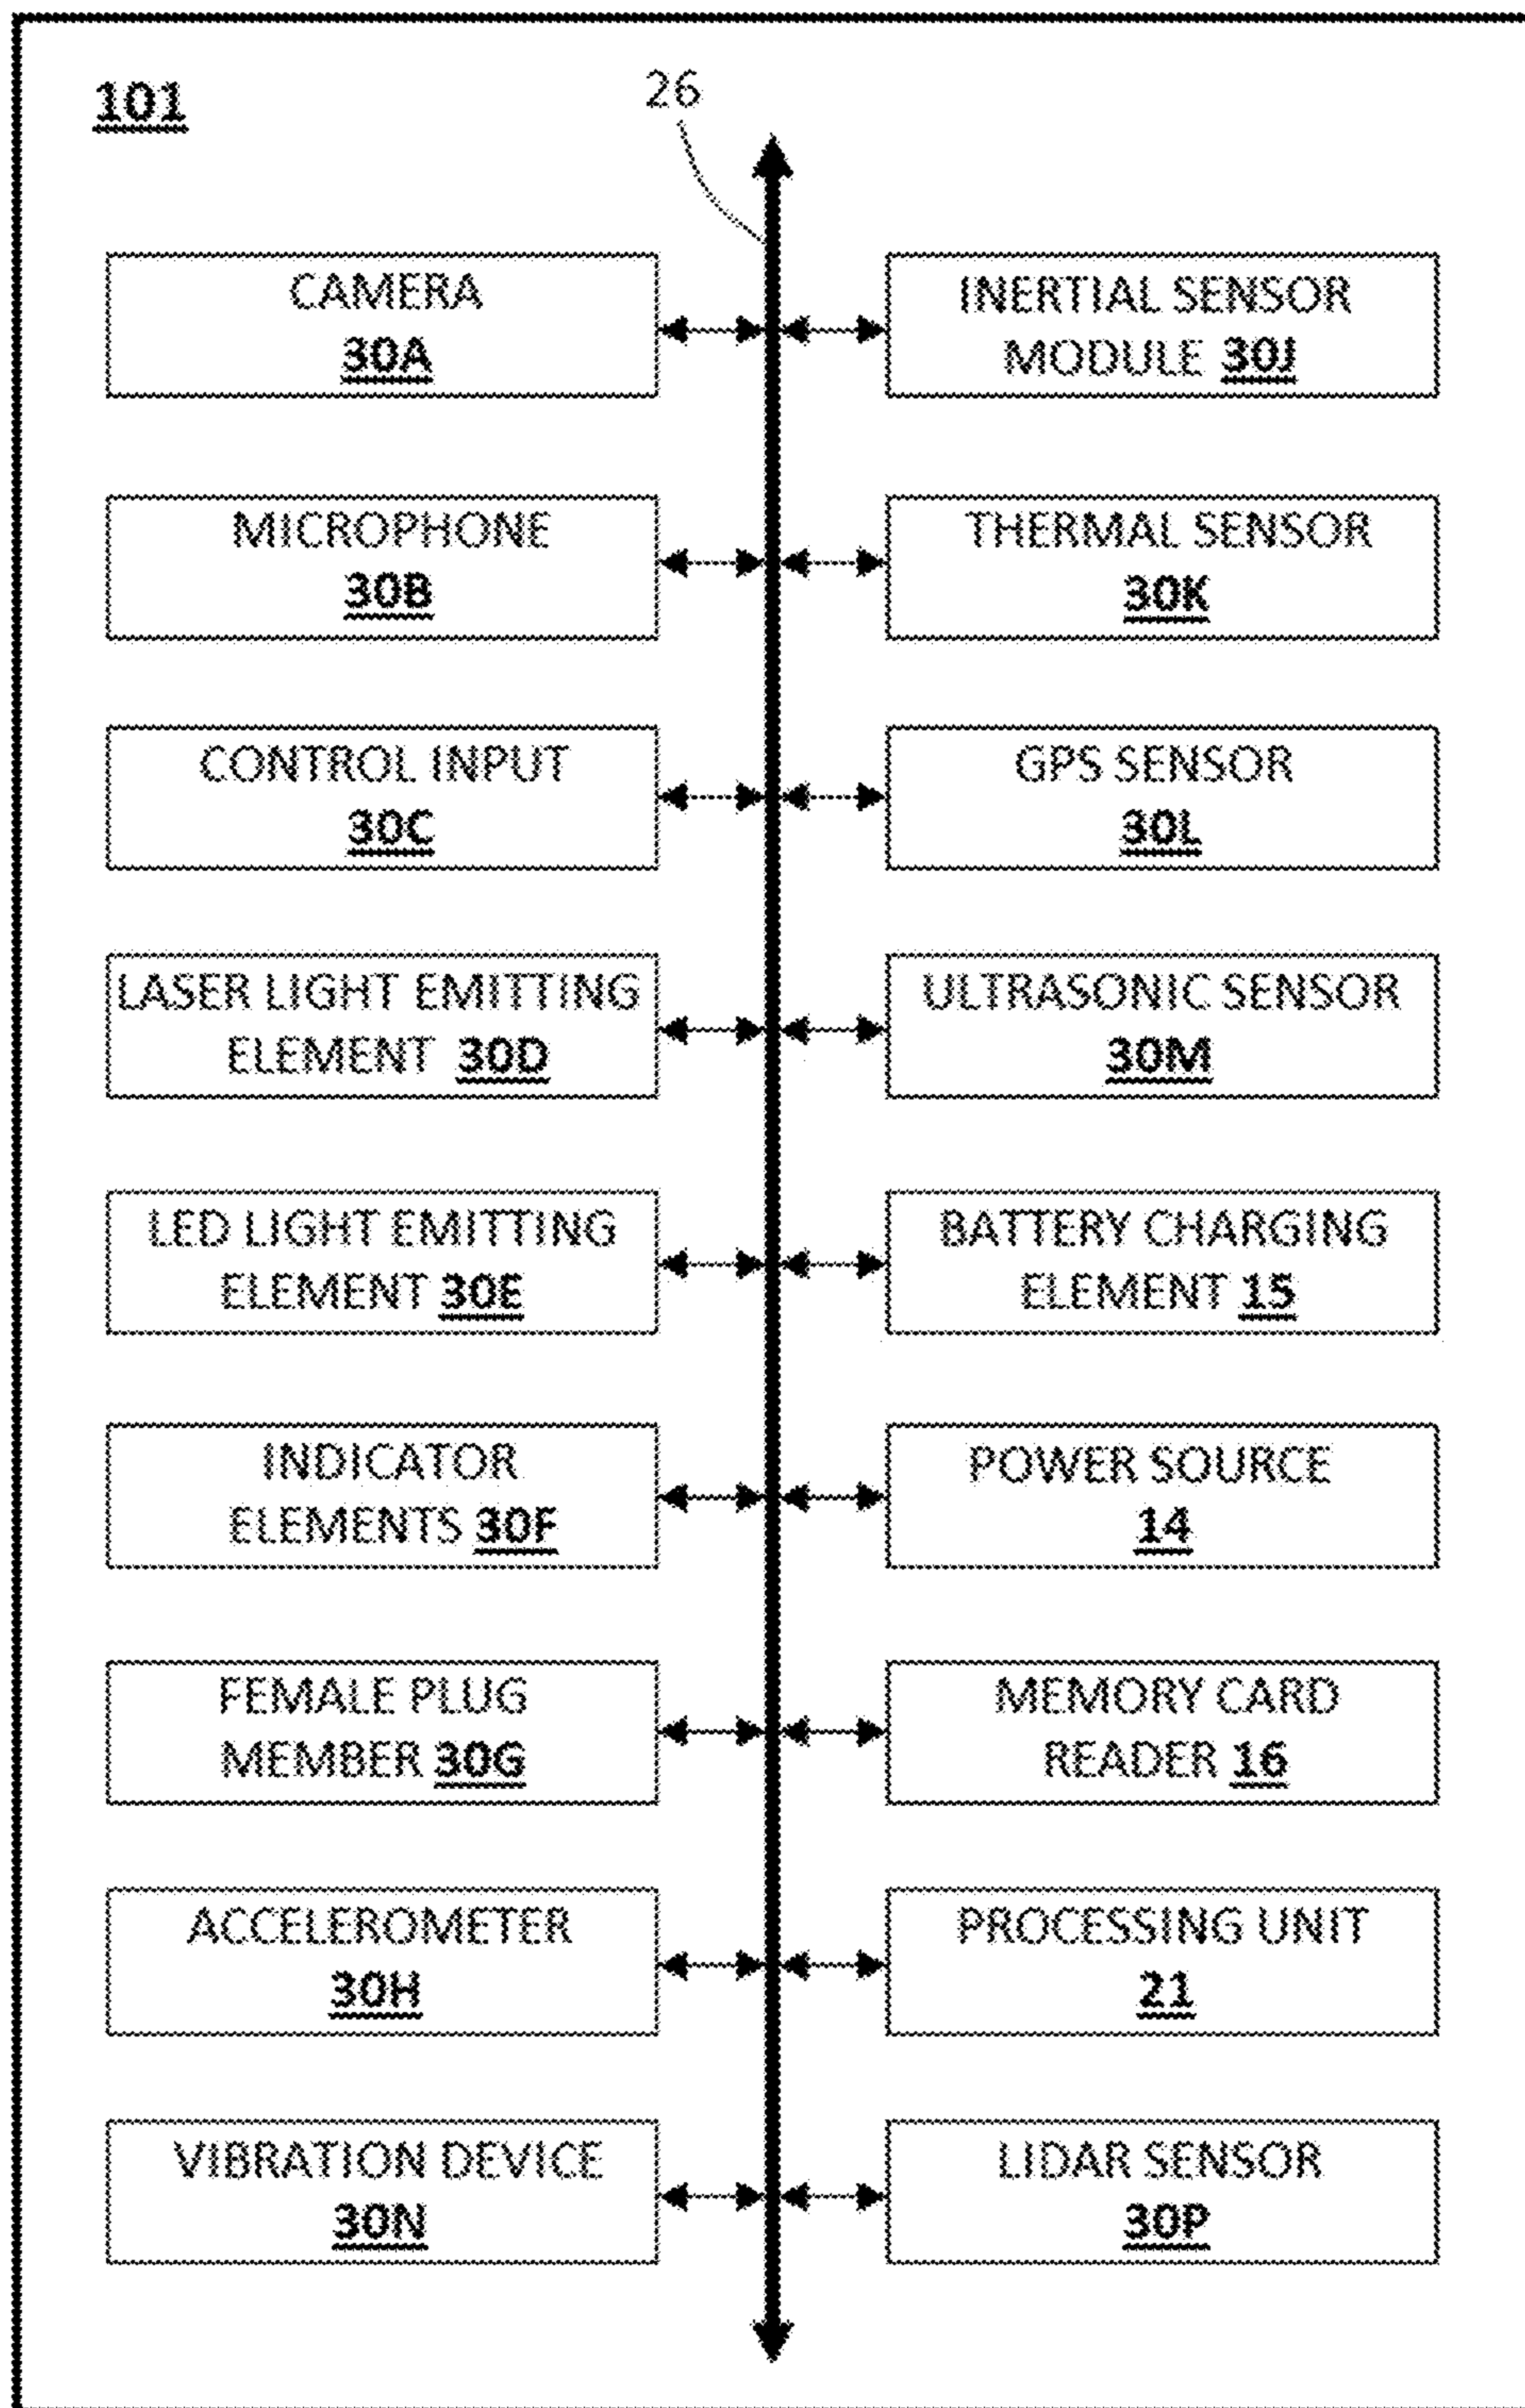 101
26
CAMERA
30A
INERTIAL SENSOR
MODULE 30J
MICROPHONE
30B
THERMAL SENSOR
30K
CONTROL INPUT
30C
GPS SENSOR
30L
LASER LIGHT EMITTING
ELEMENT 30D
ULTRASONIC SENSOR
30M
LED LIGHT EMITTING
ELEMENT 30E
BATTERY CHARGING
ELEMENT 15
INDICATOR
ELEMENTS 30F
POWER SOURCE
14
FEMALE PLUG
MEMBER 30G
MEMORY CARD
READER 16
ACCELEROMETER
30H
PROCESSING UNIT
21
VIBRATION DEVICE
30N
LIDAR SENSOR
30P